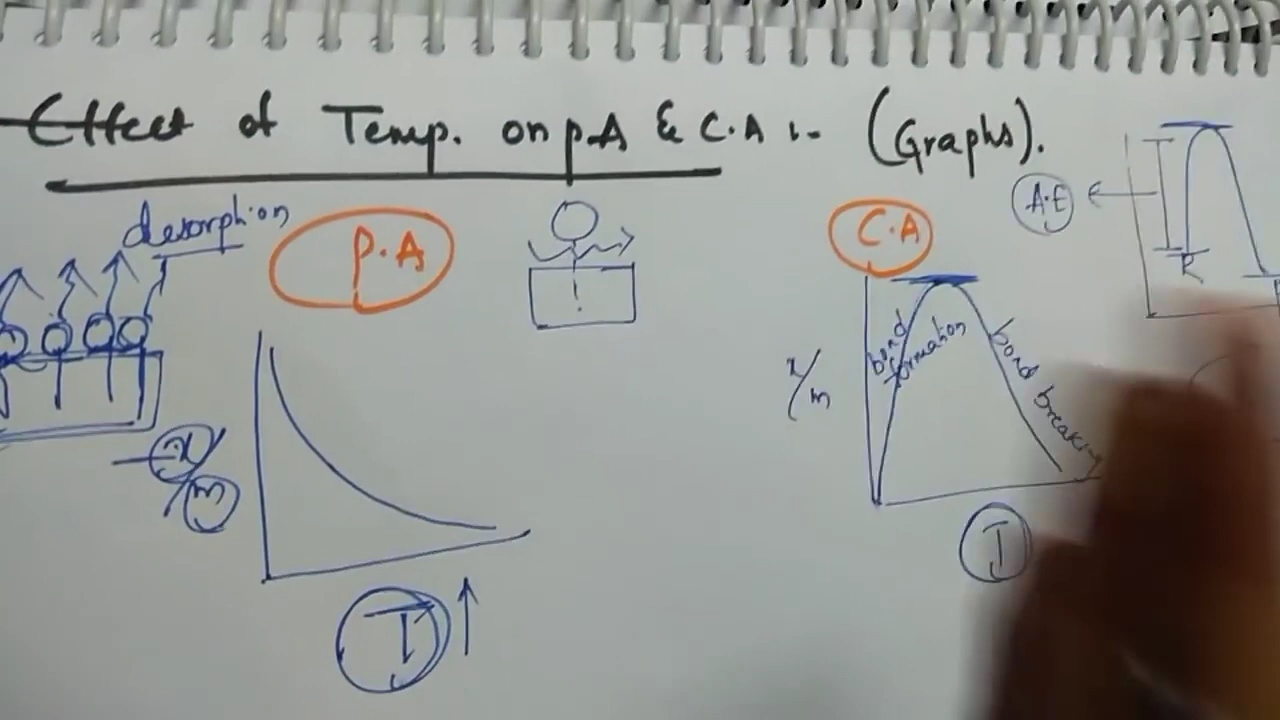 Effect of Temp. on p.A & C.A :- (Graphs).
desorption
P.A
x/m
T
C.A
x/m
bond formation
bond breaking
T
A.E
R